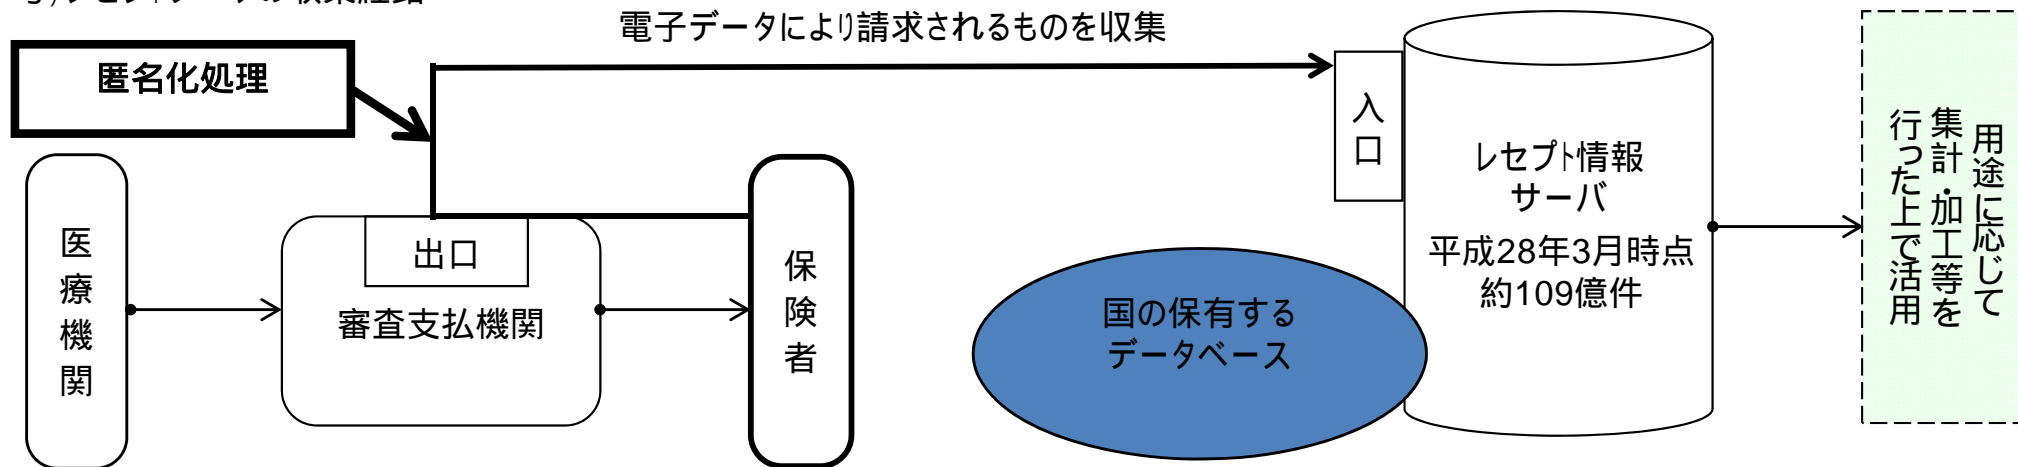 電子データにより請求されるものを収集
匿名化処理
医療機関
出口
審査支払機関
保険者
入口
レセプト情報
サーバ
平成28年3月時点
約109億件
国の保有する
データベース
用途に応じて
集計・加工等を
行った上で活用